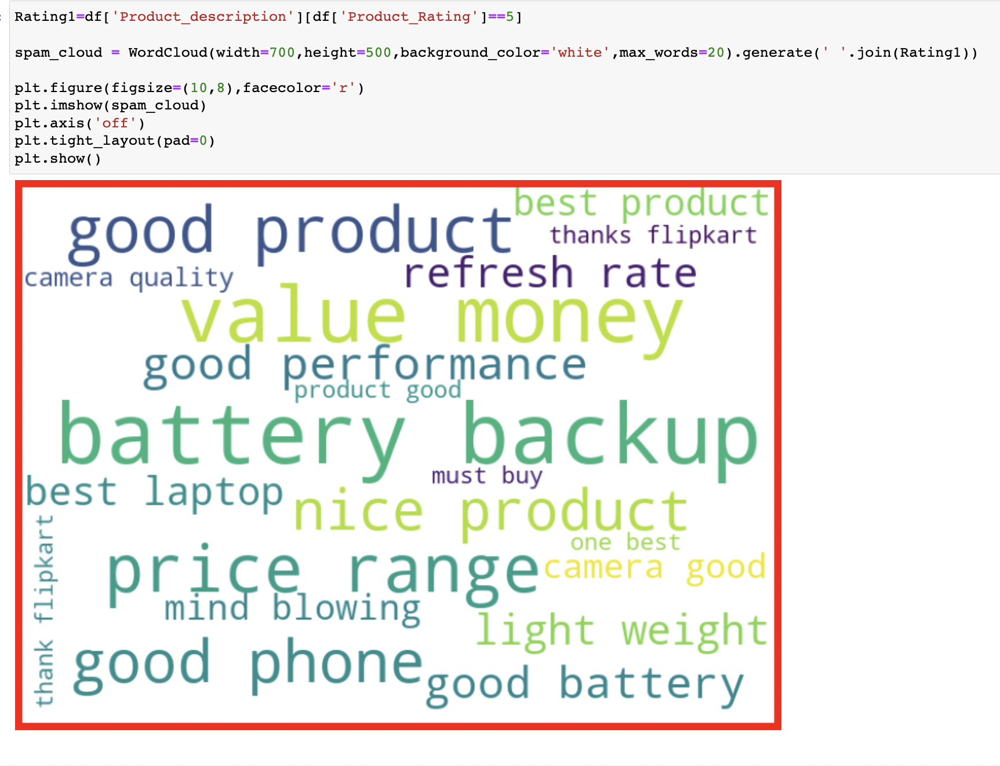 Rating1=df['Product_description'][df['Product_Rating']==5]
spam_cloud = WordCloud(width=700,height=500,background_color='white',max_words=20).generate(' '.join(Rating1))
plt.figure(figsize=(10,8),facecolor='r')
plt.imshow(spam_cloud)
plt.axis('off')
plt.tight_layout(pad=0)
plt.show()
best product
good product
thanks flipkart
refresh rate
camera quality
value money
good performance
product good
battery backup
must buy
best laptop
nice product
one best
price range
camera good
thank flipkart
mind blowing
light weight
good phone
good battery